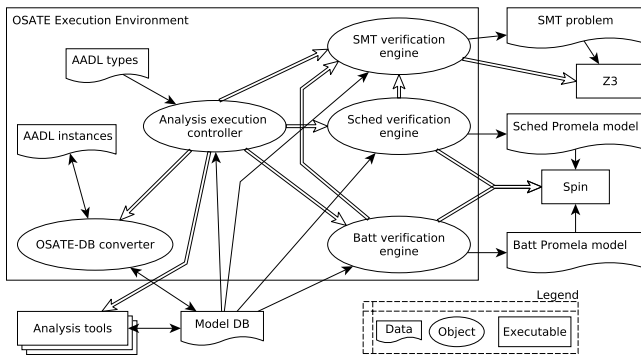 OSATE Execution Environment
SMT verification
engine
SMT problem
AADL types
Z3
Analysis execution
controller
Sched verification
engine
Sched Promela model
AADL instances
Spin
OSATE-DB converter
Batt verification
engine
Batt Promela model
Legend
Analysis tools
Model DB
Data
Object
Executable